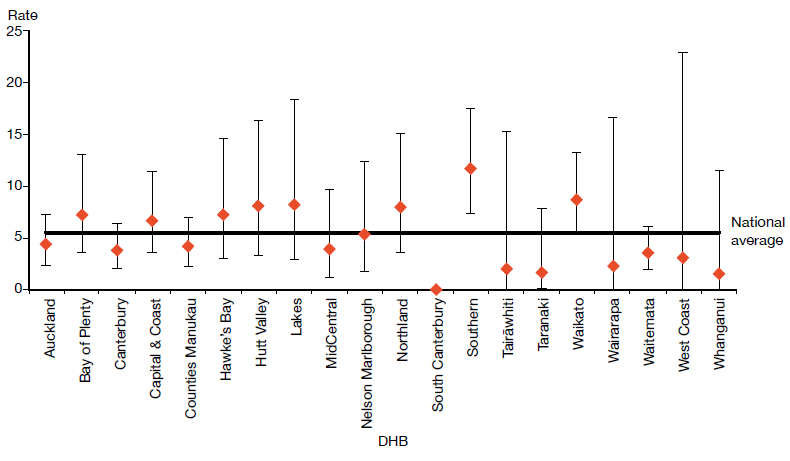 Rate
25
20
15
10
5
0
National
average
Auckland
Bay of Plenty
Canterbury
Capital & Coast
Counties Manukau
Hawke's Bay
Hutt Valley
Lakes
MidCentral
Nelson Marlborough
Northland
South Canterbury
Southern
Tairāwhiti
Taranaki
Waikato
Wairarapa
Waitemata
West Coast
Whanganui
DHB